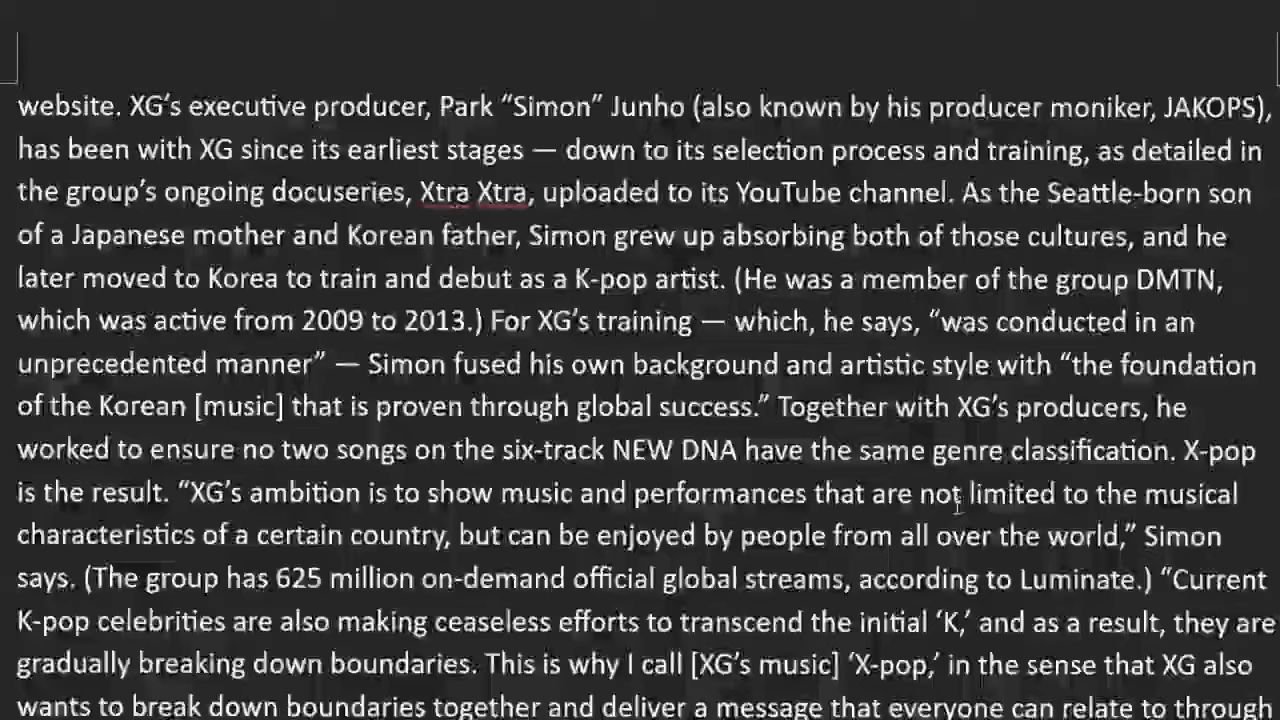 website. XG’s executive producer, Park “Simon” Junho (also known by his producer moniker, JAKOPS),
has been with XG since its earliest stages — down to its selection process and training, as detailed in
the group’s ongoing docuseries, Xtra Xtra, uploaded to its YouTube channel. As the Seattle-born son
of a Japanese mother and Korean father, Simon grew up absorbing both of those cultures, and he
later moved to Korea to train and debut as a K-pop artist. (He was a member of the group DMTN,
which was active from 2009 to 2013.) For XG’s training — which, he says, “was conducted in an
unprecedented manner” — Simon fused his own background and artistic style with “the foundation
of the Korean [music] that is proven through global success.” Together with XG’s producers, he
worked to ensure no two songs on the six-track NEW DNA have the same genre classification. X-pop
is the result. “XG’s ambition is to show music and performances that are not limited to the musical
characteristics of a certain country, but can be enjoyed by people from all over the world,” Simon
says. (The group has 625 million on-demand official global streams, according to Luminate.) “Current
K-pop celebrities are also making ceaseless efforts to transcend the initial ‘K,’ and as a result, they are
gradually breaking down boundaries. This is why I call [XG’s music] ‘X-pop,’ in the sense that XG also
wants to break down boundaries together and deliver a message that everyone can relate to through